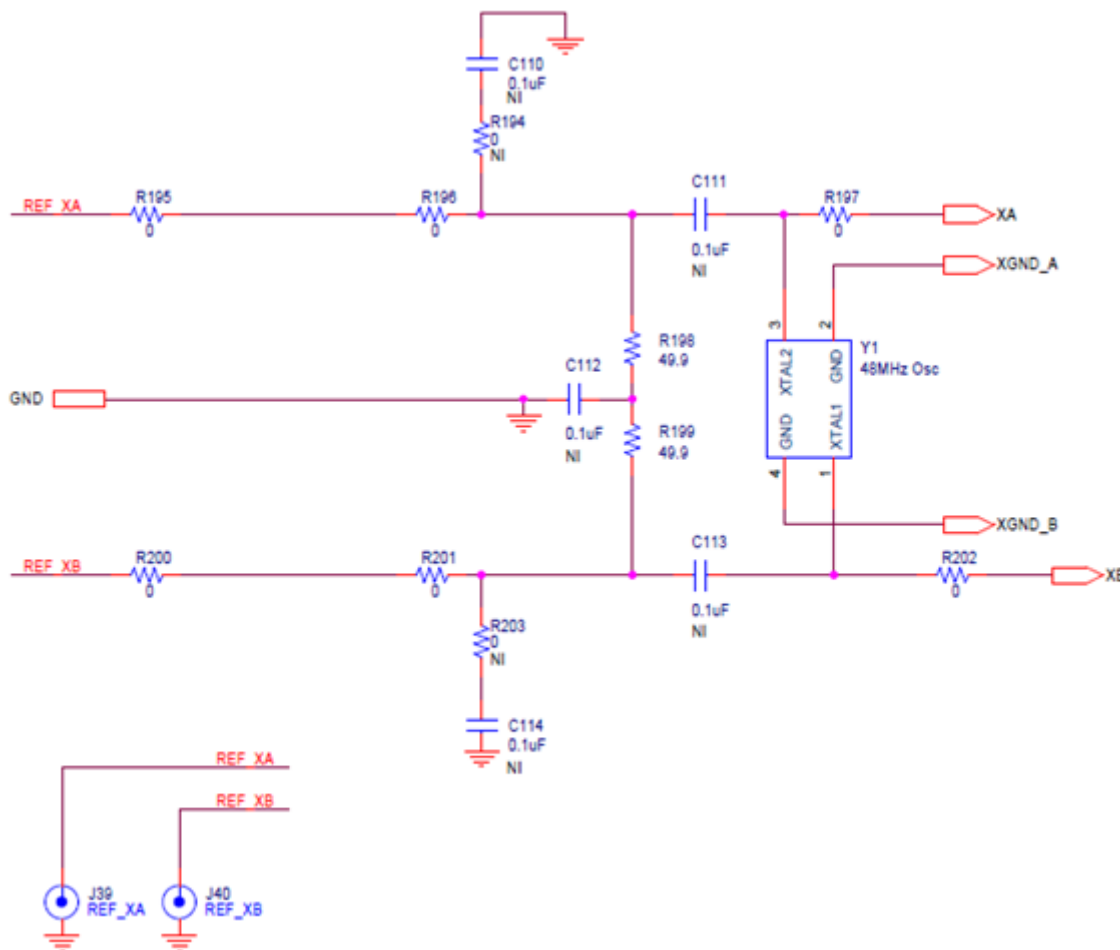 C110
0.1uF
NI
R194
0
NI
REF_XA
R195
0
R196
0
C111
0.1uF
NI
R197
0
XA
XGND_A
3
2
XTAL2
GND
GND
XTAL1
4
1
Y1
48MHz Osc
R198
49.9
C112
0.1uF
NI
GND
R199
49.9
XGND_B
REF_XB
R200
0
R201
0
C113
0.1uF
NI
R202
0
R203
0
NI
C114
0.1uF
NI
REF_XA
REF_XB
J39
REF_XA
J40
REF_XB